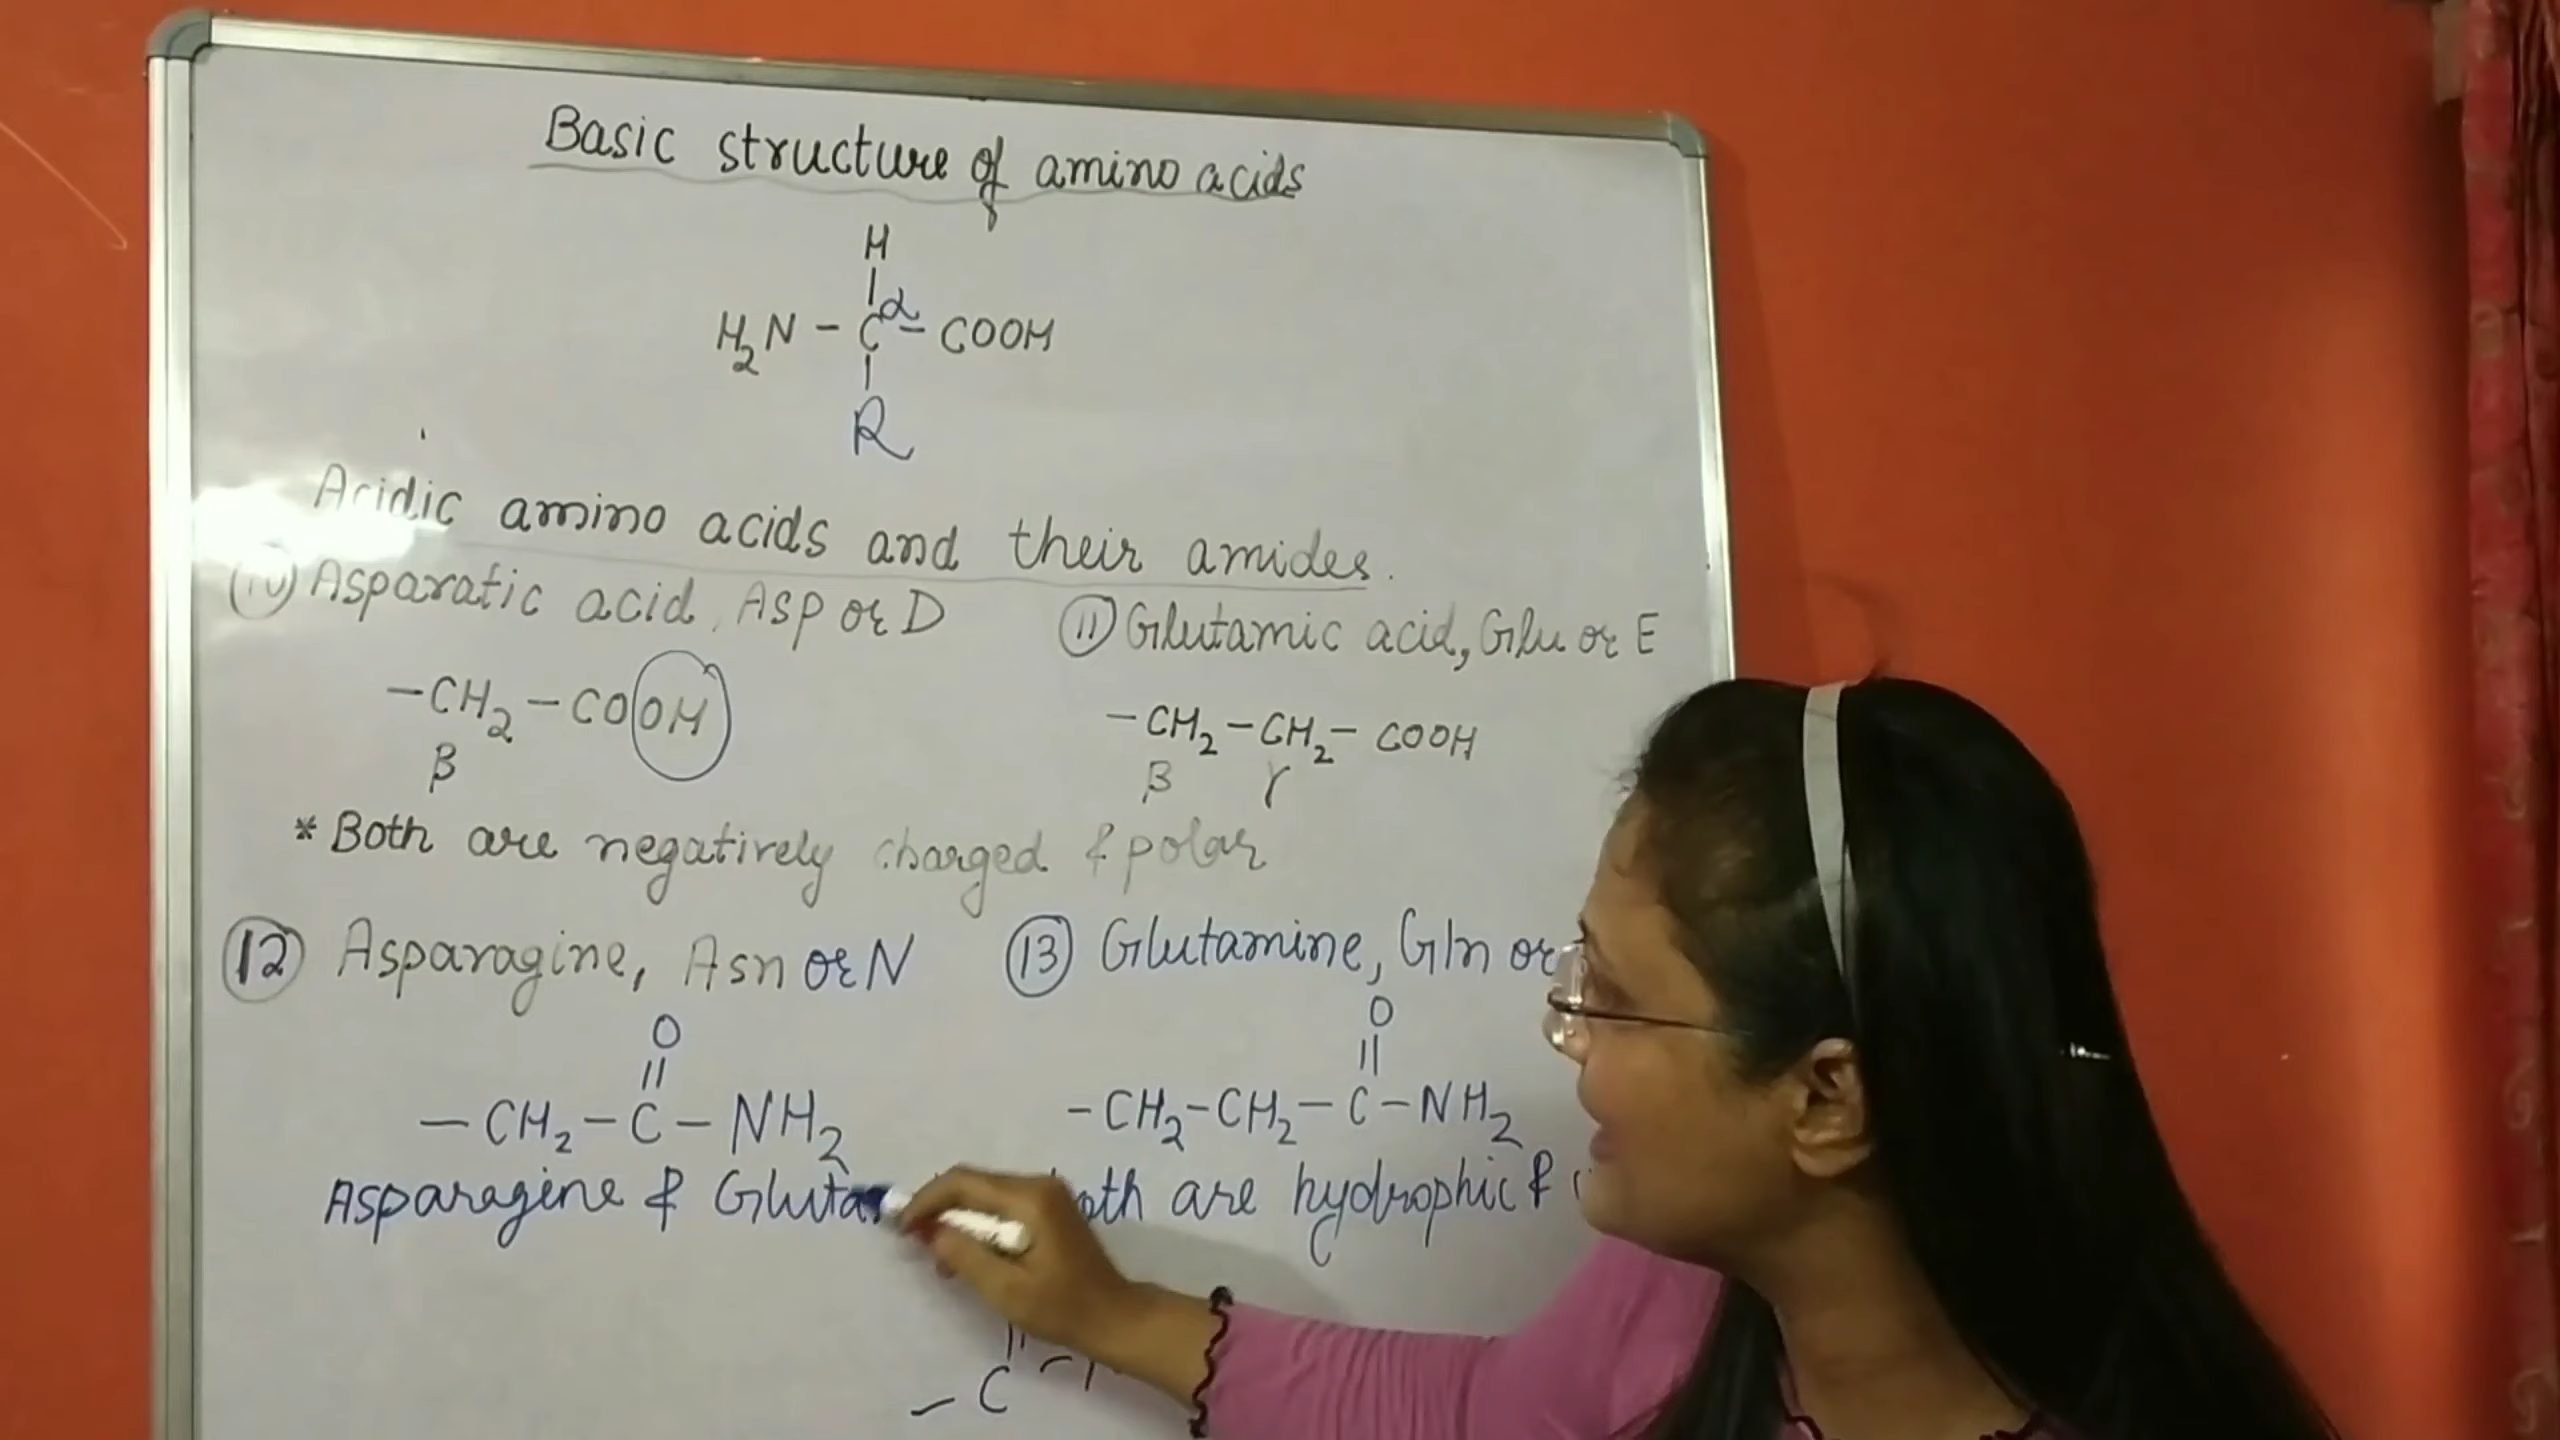 Basic structure of amino acids
H
|
H₂N - Cα - COOH
|
R
Acidic amino acids and their amides.
10 Asparatic acid, Asp or D
-CH₂-COOH
β
11 Glutamic acid, Glu or E
-CH₂-CH₂-COOH
β γ
* Both are negatively charged & polar
12 Asparagine, Asn or N
O
||
-CH₂-C-NH₂
13 Glutamine, Gln or
O
||
-CH₂-CH₂-C-NH₂
Asparagine & are hydrophic &
- C -